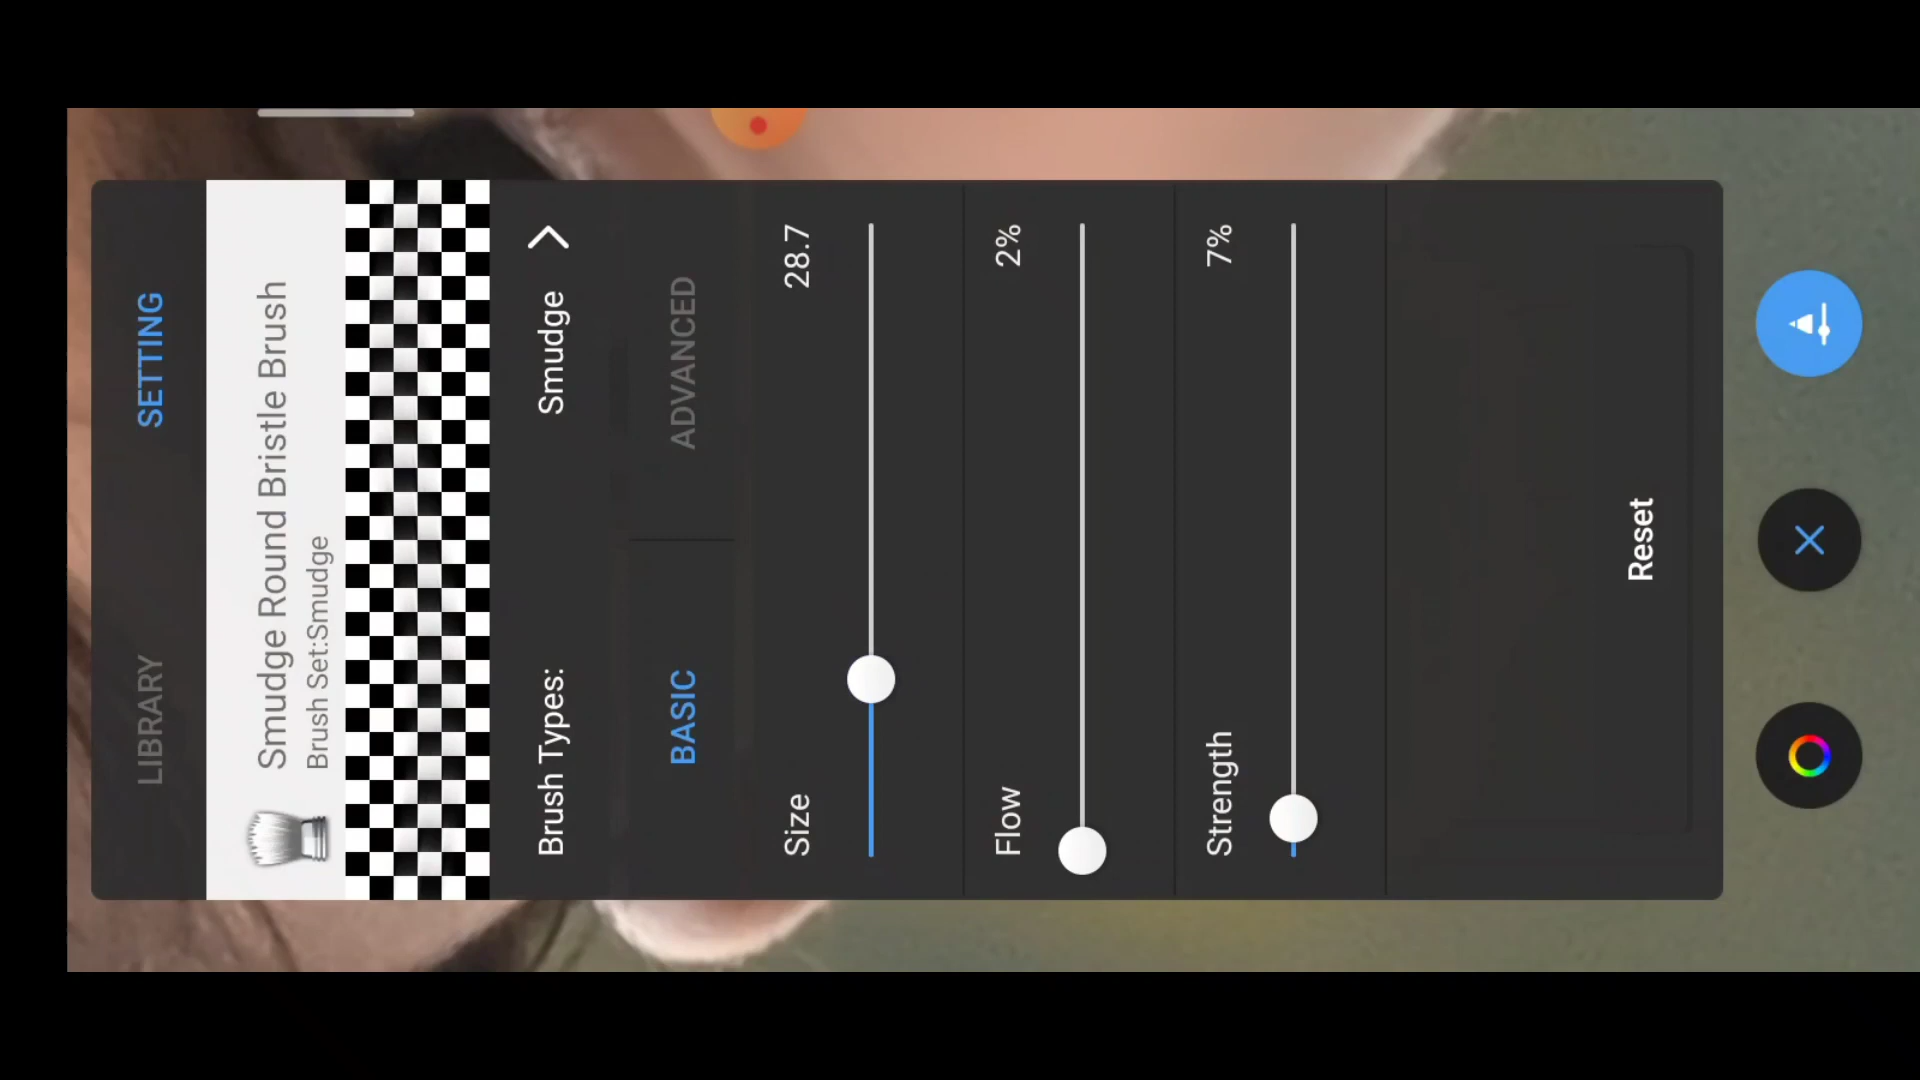 LIBRARY
SETTING
Smudge Round Bristle Brush
Brush Set:Smudge
Brush Types:
Smudge
BASIC
ADVANCED
Size
28.7
Flow
2%
Strength
7%
Reset